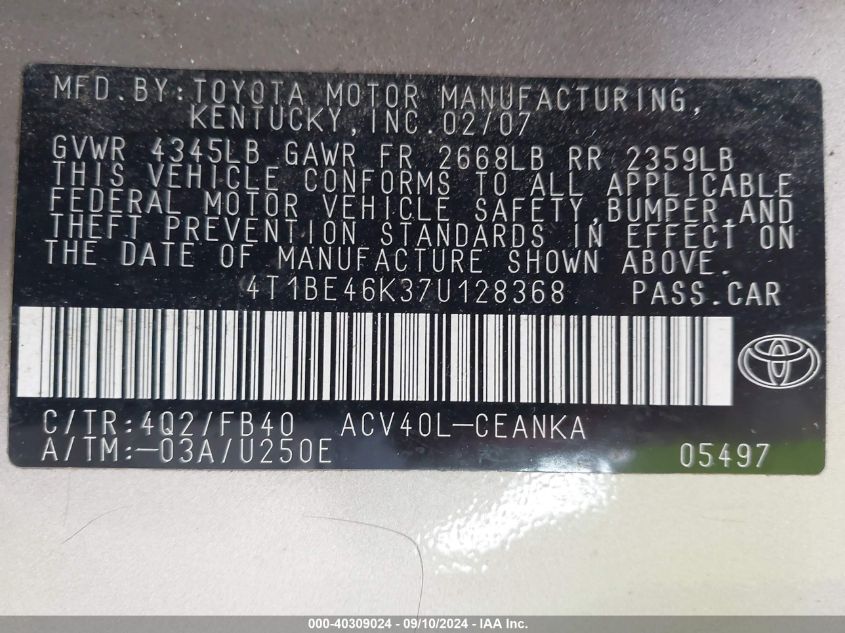 MFD.BY:TOYOTA MOTOR MANUFACTURING,
KENTUCKY,INC.02/07
GVWR 4345LB GAWR FR 2668LB RR 2359LB
THIS VEHICLE CONFORMS TO ALL APPLICABLE
FEDERAL MOTOR VEHICLE SAFETY,BUMPER,AND
THEFT PREVENTION STANDARDS IN EFFECT ON
THE DATE OF MANUFACTURE SHOWN ABOVE.
4T1BE46K37U128368 PASS.CAR
C/TR:4Q2/FB40 ACV40L-CEANKA
A/TM:-03A/U250E 05497
000-40309024 - 09/10/2024 - IAA Inc.